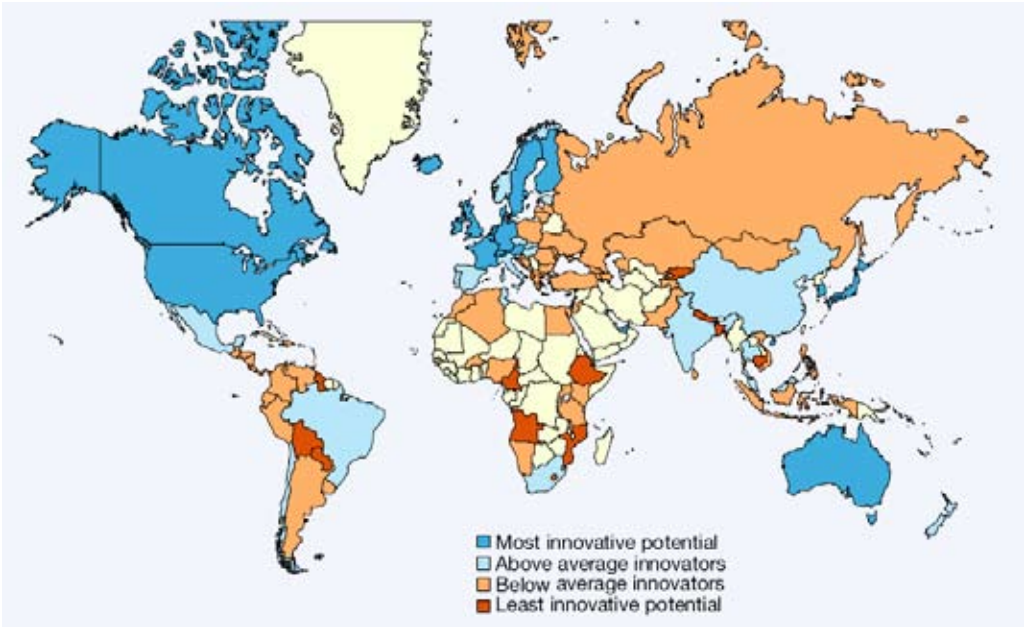 Most innovative potential
Above average innovators
Below average innovators
Least innovative potential